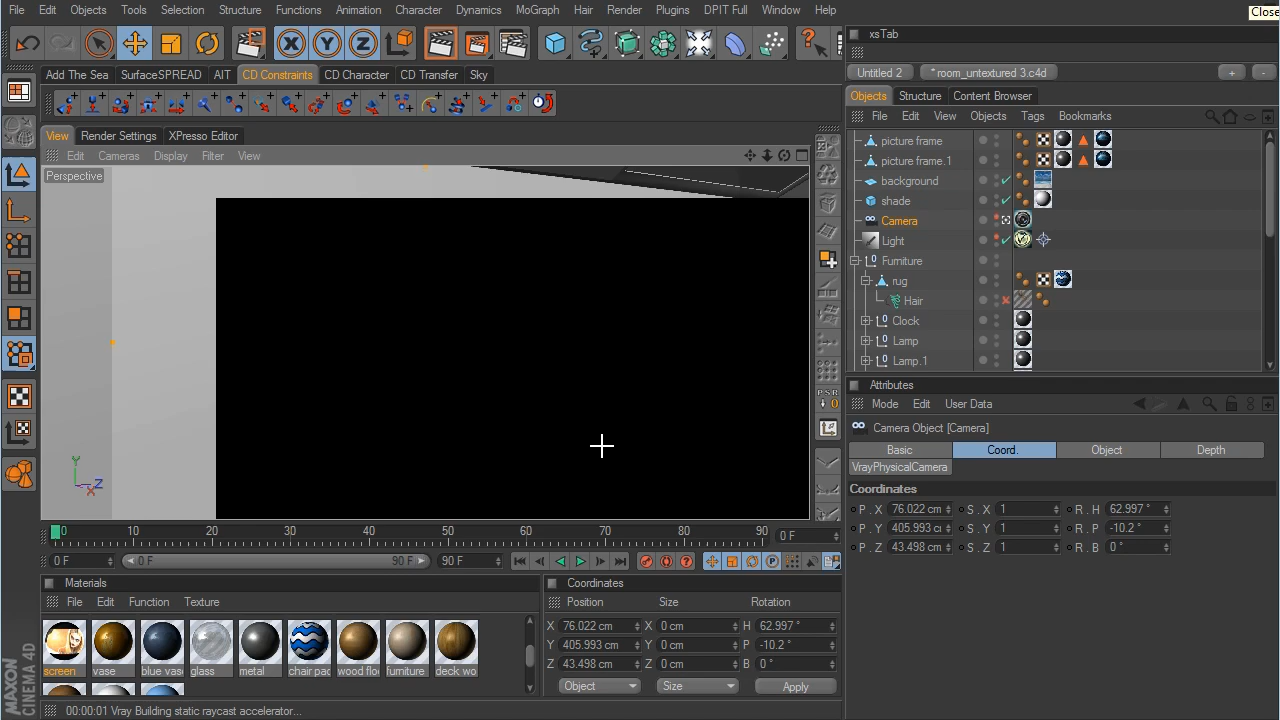 File Edit Objects Tools Selection Structure Functions Animation Character Dynamics MoGraph Hair Render Plugins DPIT Full Window Help
Close
xsTab
Add The Sea SurfaceSPREAD AIT CD Constraints CD Character CD Transfer Sky
Untitled 2 * room_untextured 3.c4d + -
Objects Structure Content Browser
File Edit View Objects Tags Bookmarks
View Render Settings XPresso Editor
Edit Cameras Display Filter View
Perspective
picture frame
picture frame.1
background
shade
Camera
Light
Furniture
rug
Hair
Clock
Lamp
Lamp.1
X Y Z
Y
Z
X
P S R
0
Attributes
Mode Edit User Data
Camera Object [Camera]
Basic Coord. Object Depth
VrayPhysicalCamera
Coordinates
P . X 76.022 cm S . X 1 R . H 62.997 °
P . Y 405.993 c S . Y 1 R . P -10.2 °
P . Z 43.498 cm S . Z 1 R . B 0 °
0 10 20 30 40 50 60 70 80 90 0 F
0 F 0 F 90 F 90 F
Materials
File Edit Function Texture
screen vase blue vas glass metal chair pad wood flo furniture deck wo
Coordinates
Position Size Rotation
X 76.022 cm X 0 cm H 62.997 °
Y 405.993 cm Y 0 cm P -10.2 °
Z 43.498 cm Z 0 cm B 0 °
Object Size Apply
MAXON
CINEMA 4D
00:00:01 Vray Building static raycast accelerator...